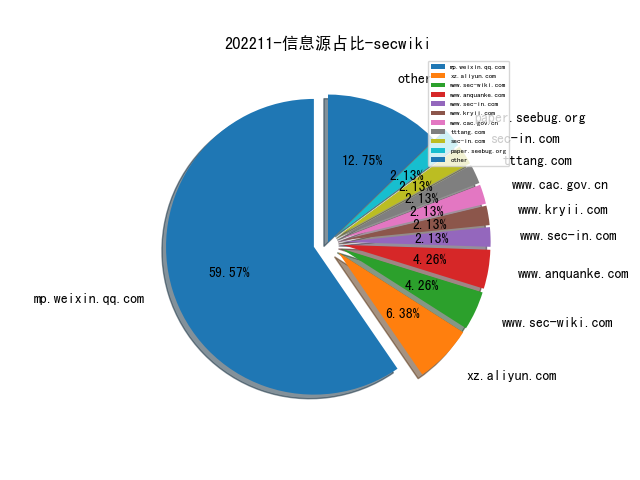 202211-信息源占比-secwiki
other
mp.weixin.qq.com
xz.aliyun.com
www.sec-wiki.com
www.anquanke.com
www.sec-in.com
www.kryii.com
www.cac.gov.cn
tttang.com
sec-in.com
paper.seebug.org
other
paper.seebug.org
sec-in.com
tttang.com
www.cac.gov.cn
www.kryii.com
www.sec-in.com
www.anquanke.com
www.sec-wiki.com
xz.aliyun.com
mp.weixin.qq.com
12.75%
2.13%
2.13%
2.13%
2.13%
2.13%
2.13%
4.26%
4.26%
6.38%
59.57%